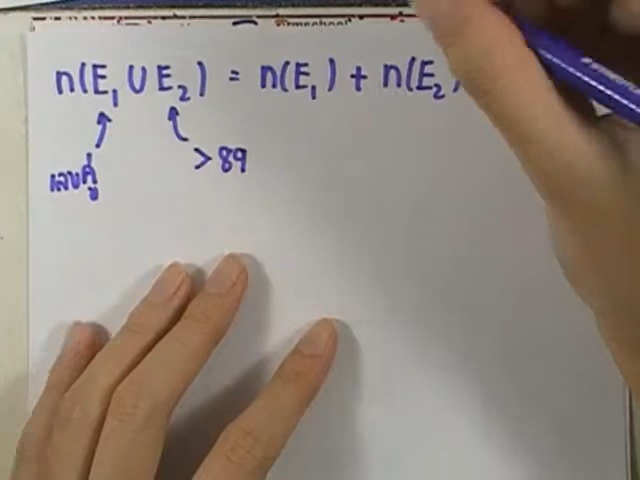 n(E₁ ∪ E₂) = n(E₁) + n(E₂)
เลขคู่
> 89